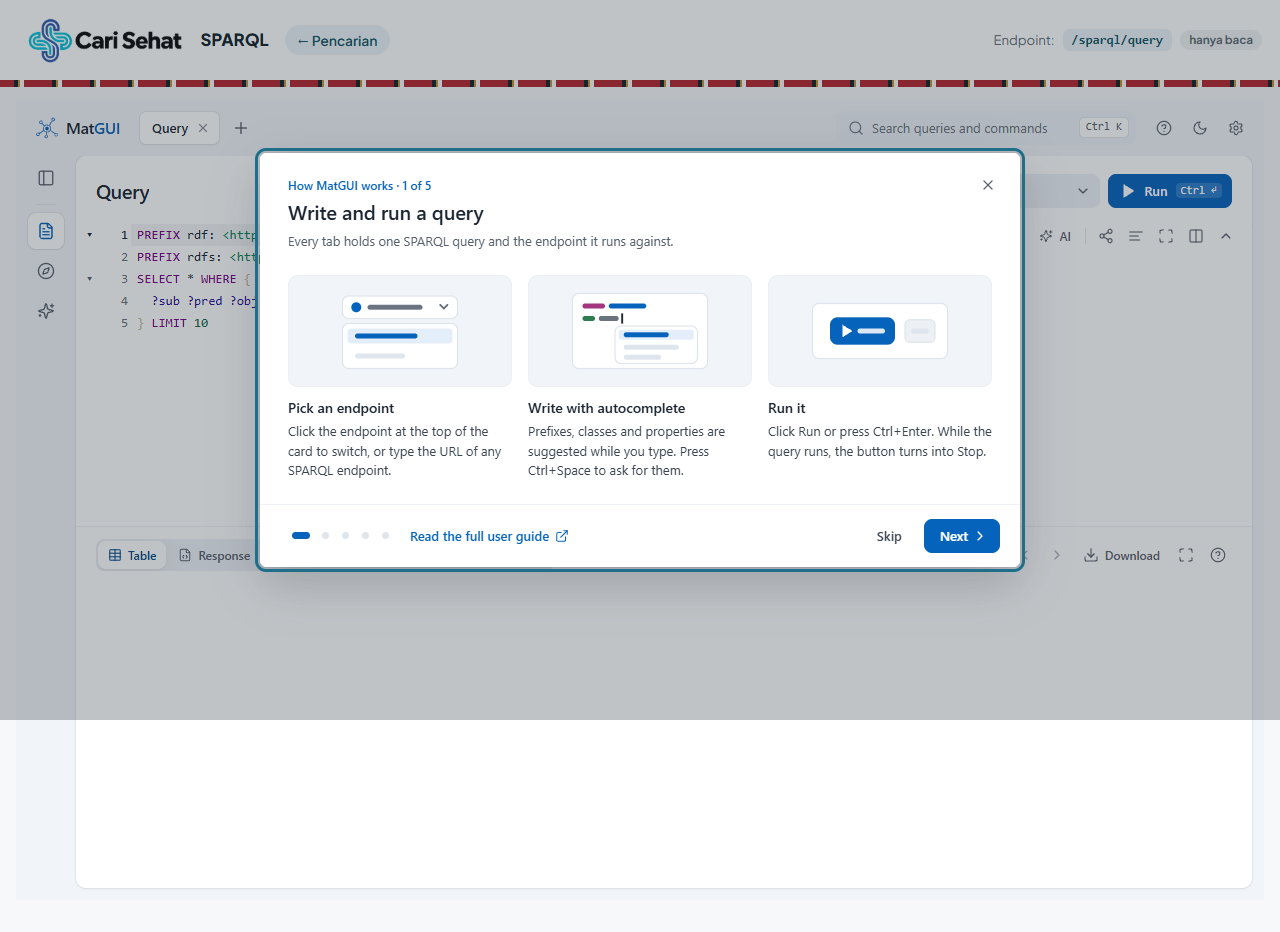 Cari Sehat SPARQL ←Pencarian Endpoint: /sparql/query hanya baca
MatGUI Query Search queries and commands Ctrl K
Query
Run Ctrl ↵
1 PREFIX rdf: <http
2 PREFIX rdfs: <http
3 SELECT * WHERE {
4 ?sub ?pred ?obj
5 } LIMIT 10
AI
How MatGUI works · 1 of 5
Write and run a query
Every tab holds one SPARQL query and the endpoint it runs against.
Pick an endpoint
Click the endpoint at the top of the
card to switch, or type the URL of any
SPARQL endpoint.
Write with autocomplete
Prefixes, classes and properties are
suggested while you type. Press
Ctrl+Space to ask for them.
Run it
Click Run or press Ctrl+Enter. While the
query runs, the button turns into Stop.
Read the full user guide
Skip
Next
Table Response Download